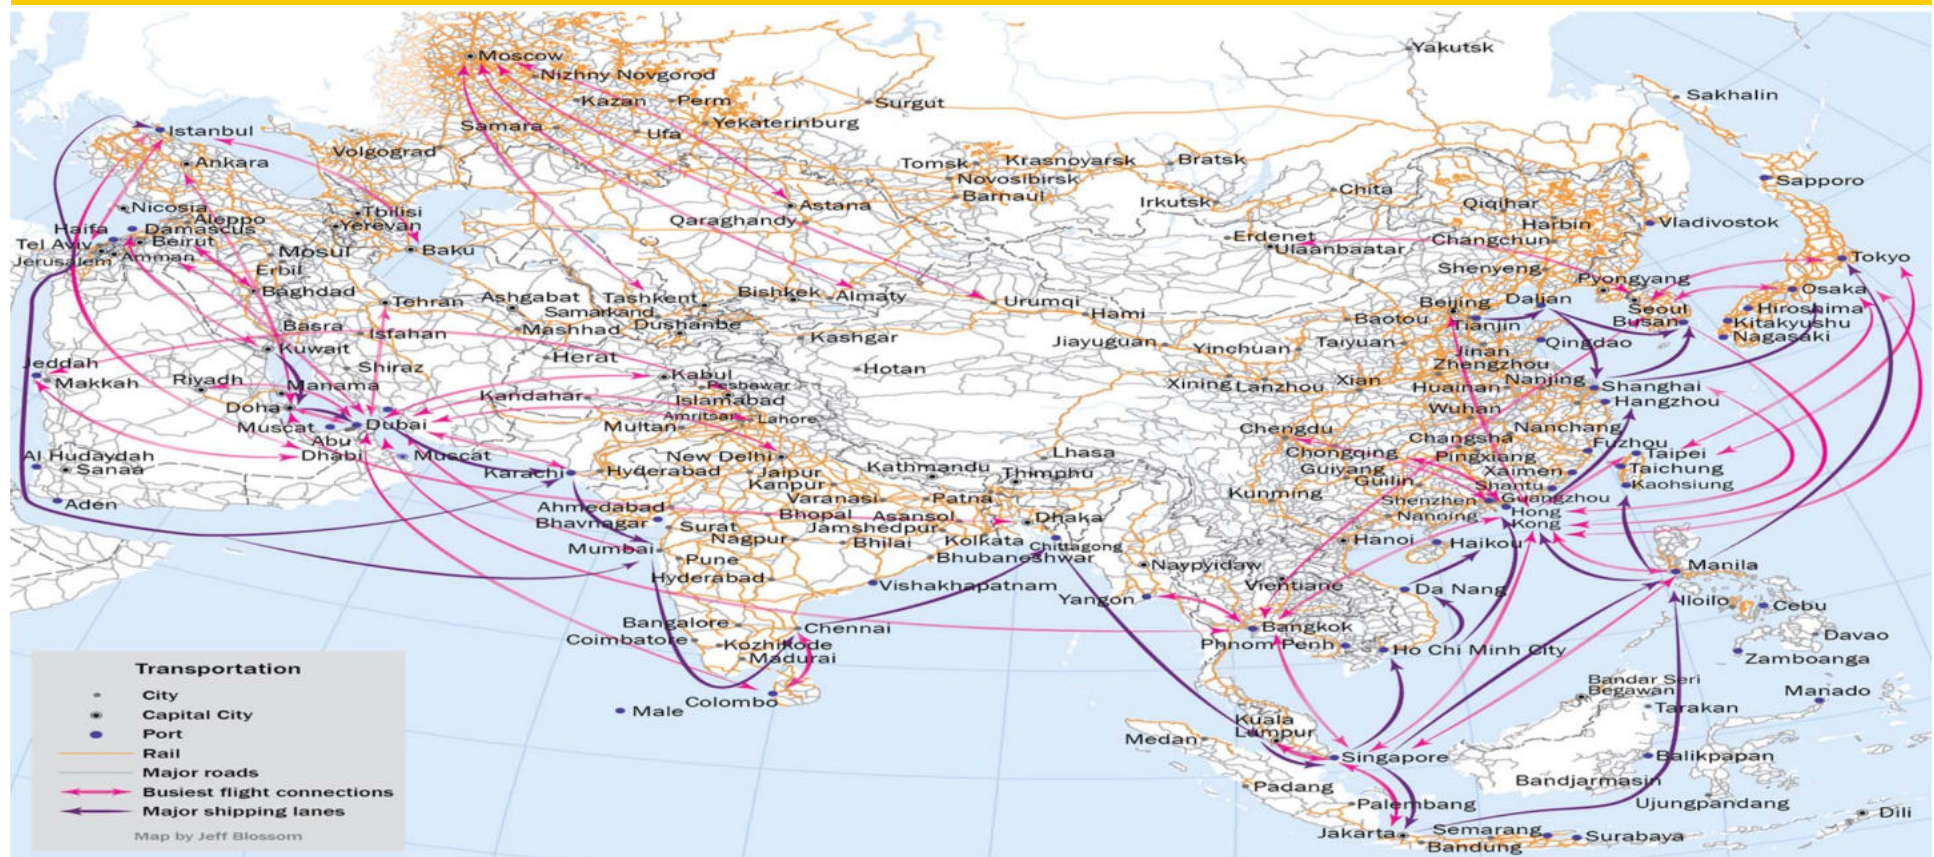 Moscow
Nizhny Novgorod
Yakutsk
Kazan
Perm
Surgut
Sakhalin
Samara
Ufa
Yekaterinburg
Istanbul
Volgograd
Ankara
Tomsk
Krasnoyarsk
Bratsk
Novosibirsk
Barnaul
Sapporo
Chita
Nicosia
Tbilisi
Astana
Irkutsk
Qiqihar
Aleppo
Yerevan
Qaraghandy
Harbin
Vladivostok
Haifa
Damascus
Tel Aviv
Beirut
Baku
Erdenet
Ulaanbaatar
Changchun
Jerusalem
Amman
Mosul
Erbil
Tokyo
Shenyeng
Pyongyang
Baghdad
Tehran
Ashgabat
Tashkent
Bishkek
Almaty
Urumqi
Beijing
Dalian
Osaka
Samarkand
Hami
Seoul
Hiroshima
Basra
Isfahan
Mashhad
Dushanbe
Baotou
Tianjin
Busan
Kitakyushu
Kuwait
Kashgar
Jiayuguan
Yinchuan
Taiyuan
Qingdao
Nagasaki
Jinan
Herat
Zhengzhou
Jeddah
Makkah
Riyadh
Shiraz
Hotan
Kabul
Xining
Lanzhou
Xian
Huainan
Nanjing
Shanghai
Manama
Peshawar
Kandahar
Islamabad
Hangzhou
Doha
Wuhan
Amritsar
Lahore
Muscat
Dubai
Multan
Chengdu
Nanchang
Abu
Dhabi
Changsha
Fuzhou
Al Hudaydah
Sanaa
Muscat
New Delhi
Lhasa
Chongqing
Pingxiang
Taipei
Karachi
Hyderabad
Jaipur
Kathmandu
Thimphu
Guiyang
Xaimen
Taichung
Kanpur
Guilin
Shantu
Kaohsiung
Aden
Varanasi
Patna
Kunming
Shenzhen
Guangzhou
Ahmedabad
Bhopal
Asansol
Dhaka
Nanning
Hong
Kong
Bhavnagar
Surat
Jamshedpur
Nagpur
Bhilai
Kolkata
Chittagong
Hanoi
Haikou
Mumbai
Pune
Bhubaneshwar
Naypyidaw
Manila
Hyderabad
Vishakhapatnam
Vientiane
Da Nang
Yangon
Iloilo
Cebu
Bangalore
Chennai
Bangkok
Coimbatore
Kozhikode
Phnom Penh
Ho Chi Minh City
Davao
Madurai
Zamboanga
Colombo
Male
Bandar Seri
Begawan
Manado
Tarakan
Kuala
Lumpur
Medan
Singapore
Balikpapan
Padang
Bandjarmasin
Palembang
Ujungpandang
Jakarta
Semarang
Surabaya
Dili
Bandung
Transportation
City
Capital City
Port
Rail
Major roads
Busiest flight connections
Major shipping lanes
Map by Jeff Blossom